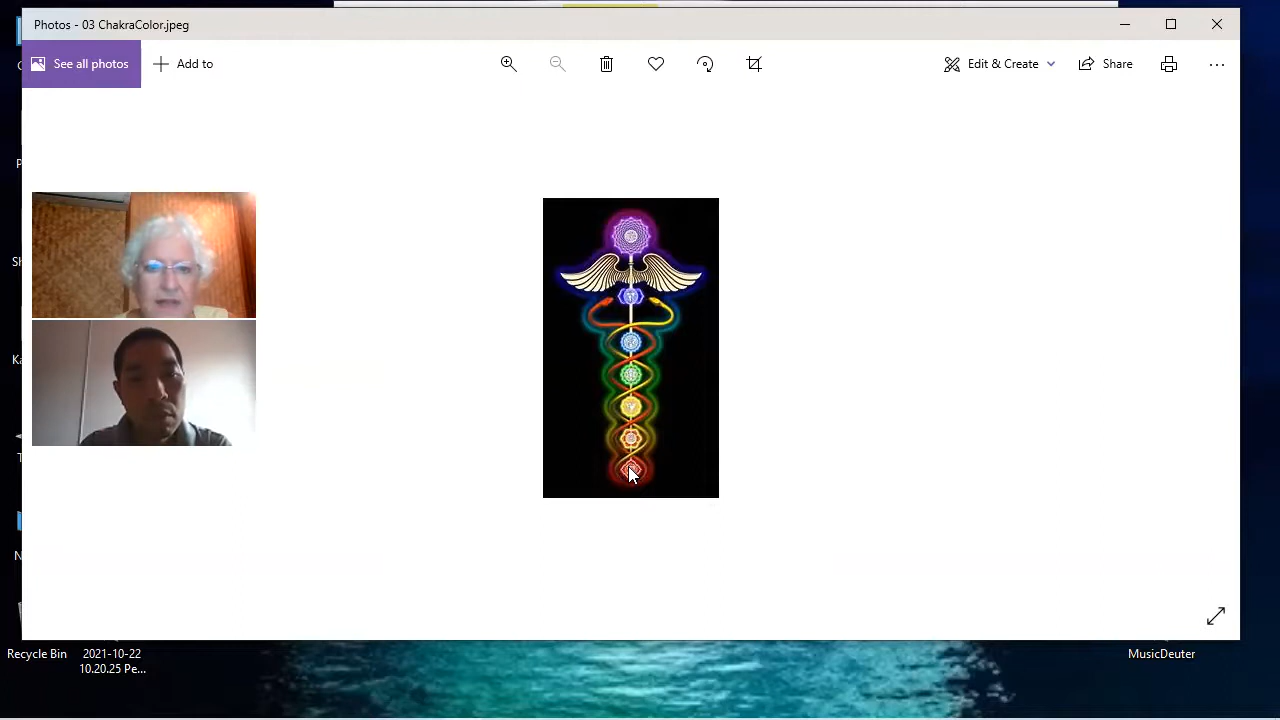 Photos - 03 ChakraColor.jpeg
See all photos
Add to
Edit & Create
Share
Recycle Bin
2021-10-22
10.20.25 Pe...
MusicDeuter